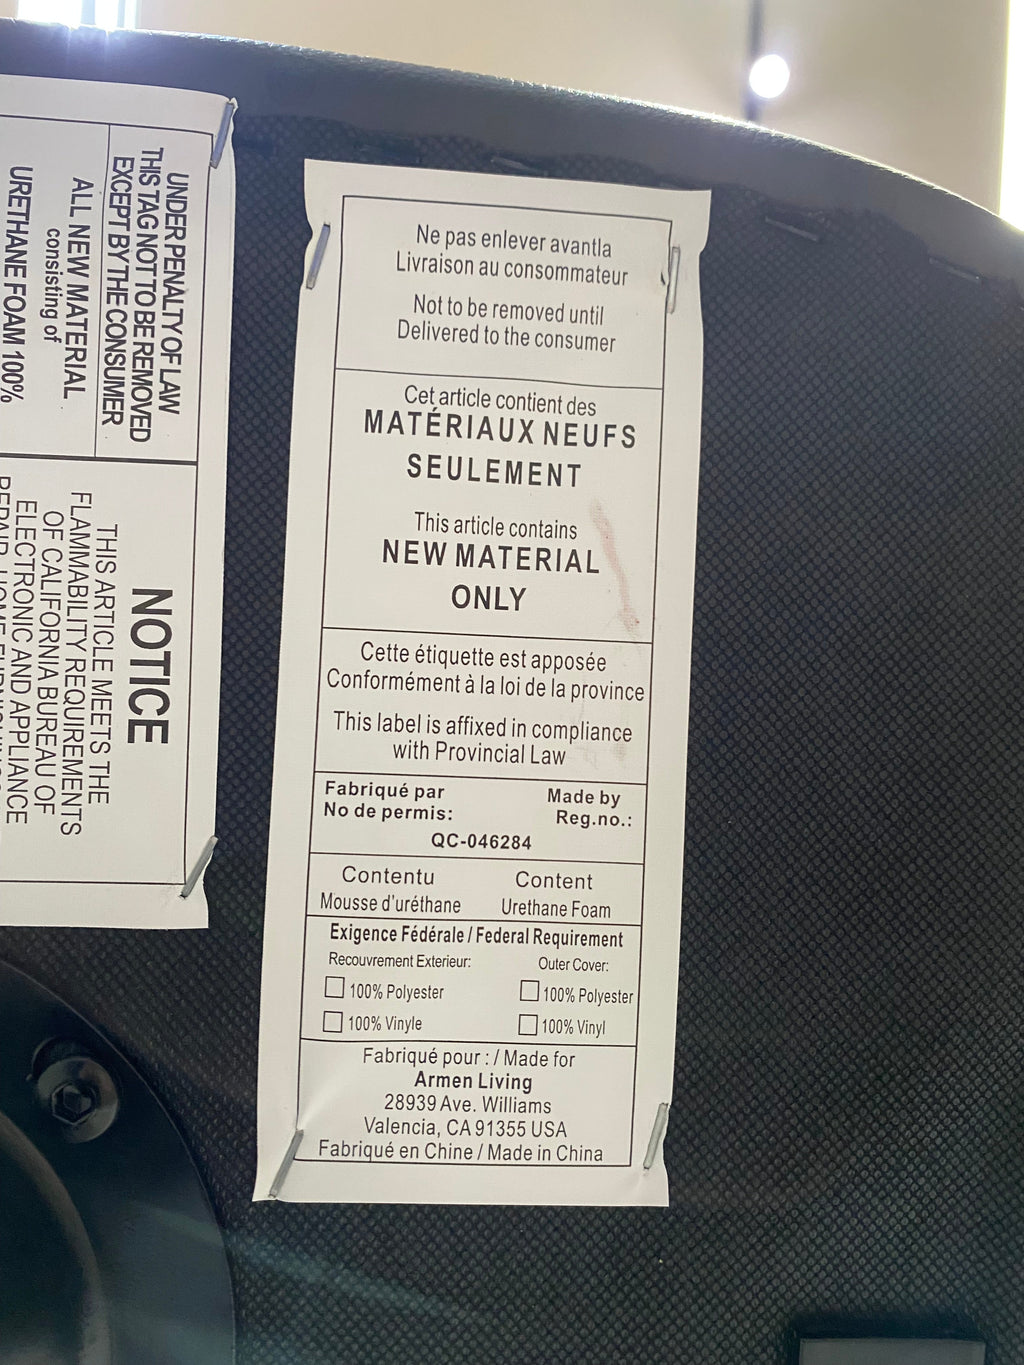 UNDER PENALTY OF LAW
THIS TAG NOT TO BE REMOVED
EXCEPT BY THE CONSUMER
ALL NEW MATERIAL
consisting of
URETHANE FOAM 100%
NOTICE
THIS ARTICLE MEETS THE
FLAMMABILITY REQUIREMENTS
OF CALIFORNIA BUREAU OF
ELECTRONIC AND APPLIANCE
Ne pas enlever avantla
Livraison au consommateur
Not to be removed until
Delivered to the consumer
Cet article contient des
MATÉRIAUX NEUFS
SEULEMENT
This article contains
NEW MATERIAL
ONLY
Cette étiquette est apposée
Conformément à la loi de la province
This label is affixed in compliance
with Provincial Law
Fabriqué par Made by
No de permis: Reg.no.:
QC-046284
Contentu Content
Mousse d'uréthane Urethane Foam
Exigence Fédérale / Federal Requirement
Recouvrement Exterieur: Outer Cover:
100% Polyester 100% Polyester
100% Vinyle 100% Vinyl
Fabriqué pour : / Made for
Armen Living
28939 Ave. Williams
Valencia, CA 91355 USA
Fabriqué en Chine / Made in China